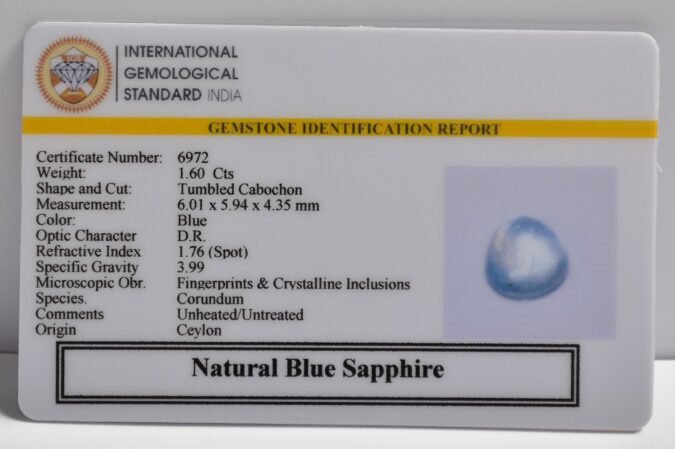 INTERNATIONAL
GEMOLOGICAL
STANDARD INDIA
GEMSTONE IDENTIFICATION REPORT
Certificate Number: 6972
Weight: 1.60 Cts
Shape and Cut: Tumbled Cabochon
Measurement: 6.01 x 5.94 x 4.35 mm
Color: Blue
Optic Character D.R.
Refractive Index 1.76 (Spot)
Specific Gravity 3.99
Microscopic Obr. Fingerprints & Crystalline Inclusions
Species. Corundum
Comments Unheated/Untreated
Origin Ceylon
Natural Blue Sapphire